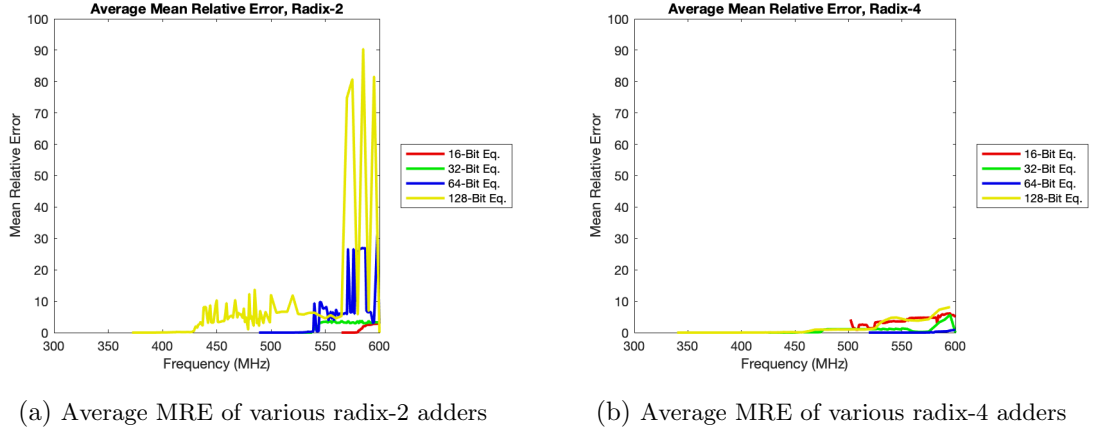 Average Mean Relative Error, Radix-2
100
90
80
70
60
50
40
30
20
10
0
Mean Relative Error
300 350 400 450 500 550 600
Frequency (MHz)
16-Bit Eq.
32-Bit Eq.
64-Bit Eq.
128-Bit Eq.
(a) Average MRE of various radix-2 adders
Average Mean Relative Error, Radix-4
100
90
80
70
60
50
40
30
20
10
0
Mean Relative Error
300 350 400 450 500 550 600
Frequency (MHz)
16-Bit Eq.
32-Bit Eq.
64-Bit Eq.
128-Bit Eq.
(b) Average MRE of various radix-4 adders